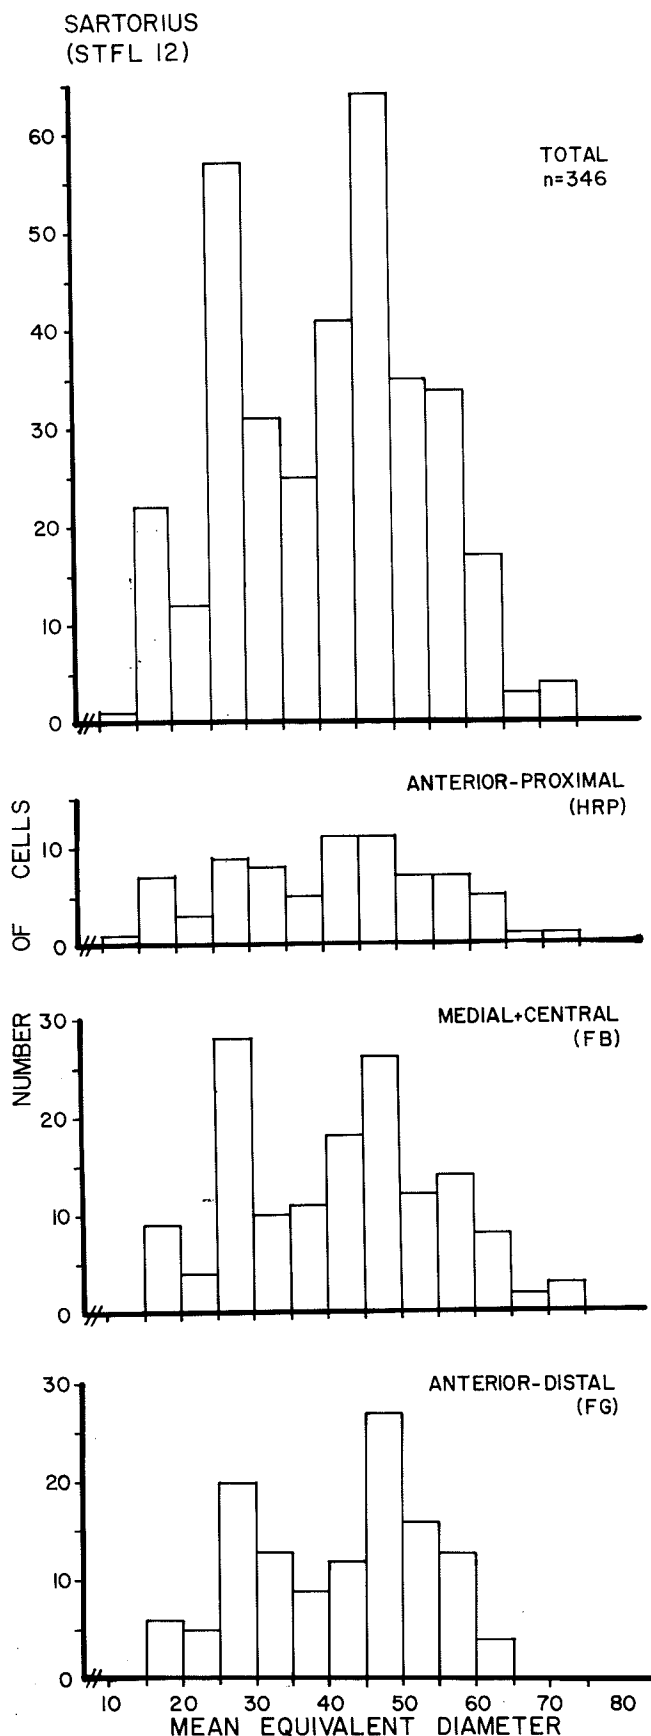 SARTORIUS
(STFL 12)
TOTAL
n=346
60
50
40
30
20
10
0
ANTERIOR-PROXIMAL
(HRP)
10
0
NUMBER OF CELLS
MEDIAL+CENTRAL
(FB)
30
20
10
0
ANTERIOR-DISTAL
(FG)
30
20
10
0
10 20 30 40 50 60 70 80
MEAN EQUIVALENT DIAMETER